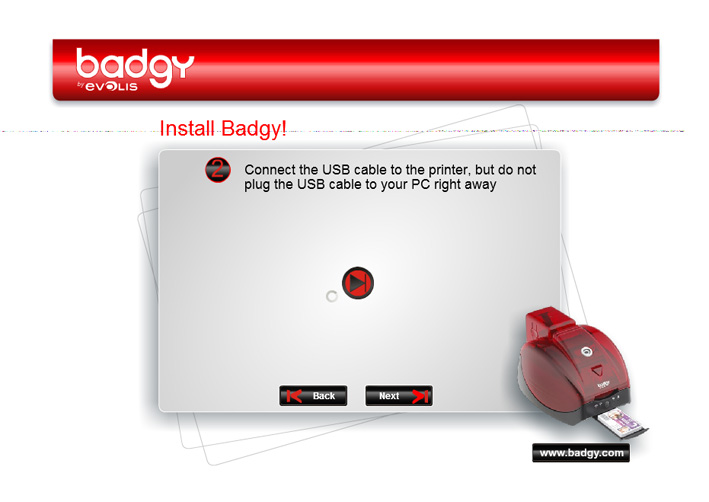 badgy
by evolis
Install Badgy!
2
Connect the USB cable to the printer, but do not
plug the USB cable to your PC right away
Back
Next
badgy
www.badgy.com